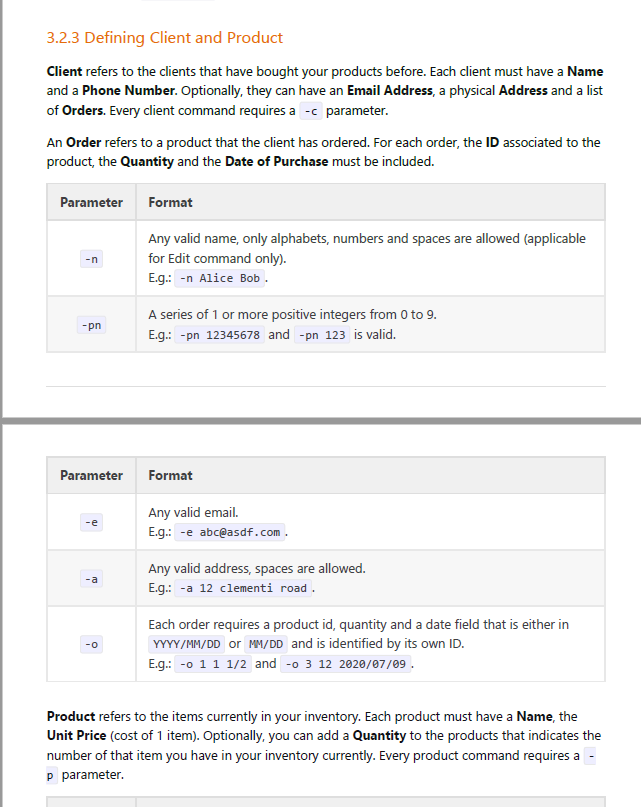 3.2.3 Defining Client and Product
Client refers to the clients that have bought your products before. Each client must have a Name
and a Phone Number. Optionally, they can have an Email Address, a physical Address and a list
of Orders. Every client command requires a -c parameter.
An Order refers to a product that the client has ordered. For each order, the ID associated to the
product, the Quantity and the Date of Purchase must be included.
Parameter Format
-n
Any valid name, only alphabets, numbers and spaces are allowed (applicable
for Edit command only).
E.g.: -n Alice Bob .
-pn
A series of 1 or more positive integers from 0 to 9.
E.g.: -pn 12345678 and -pn 123 is valid.
Parameter Format
-e
Any valid email.
E.g.: -e abc@asdf.com .
-a
Any valid address, spaces are allowed.
E.g.: -a 12 clementi road .
-o
Each order requires a product id, quantity and a date field that is either in
YYYY/MM/DD or MM/DD and is identified by its own ID.
E.g.: -o 1 1 1/2 and -o 3 12 2020/07/09 .
Product refers to the items currently in your inventory. Each product must have a Name, the
Unit Price (cost of 1 item). Optionally, you can add a Quantity to the products that indicates the
number of that item you have in your inventory currently. Every product command requires a -
p parameter.